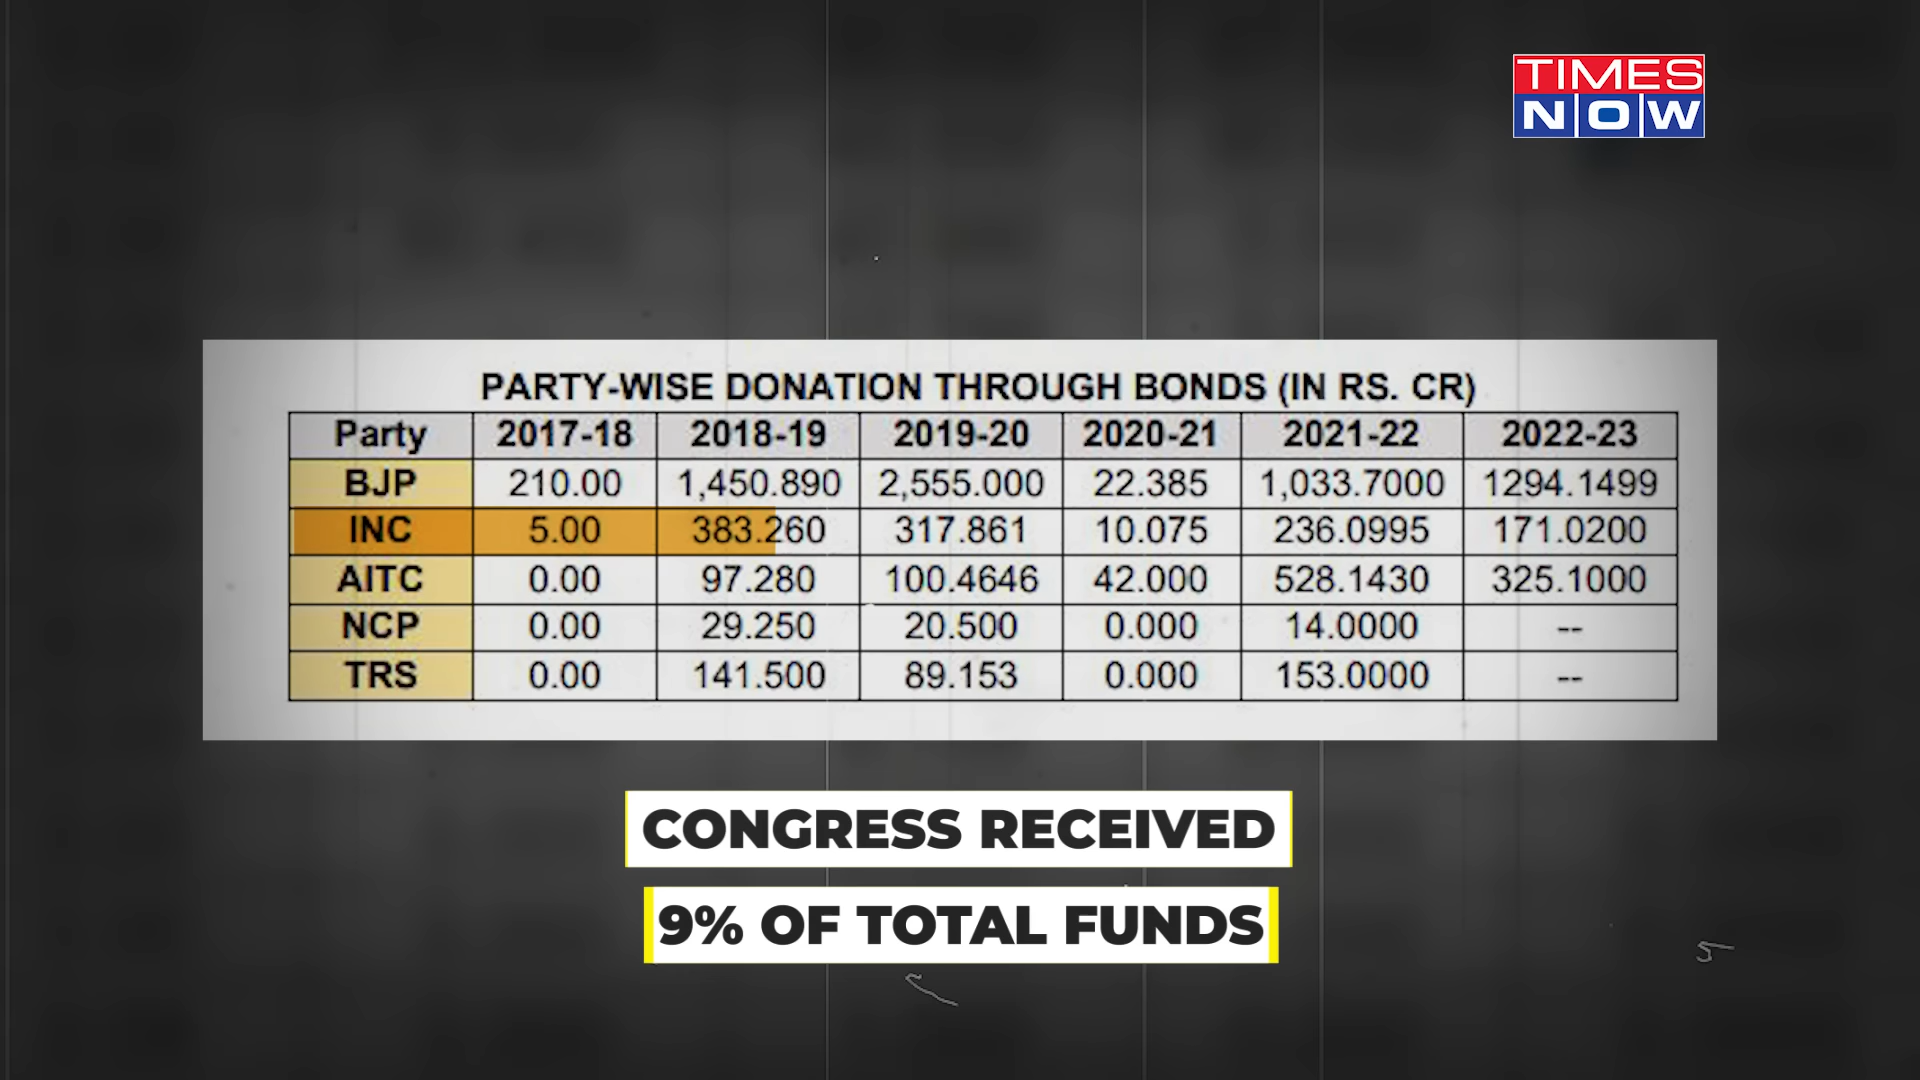 TIMES
NOW
PARTY-WISE DONATION THROUGH BONDS (IN RS. CR)
Party 2017-18 2018-19 2019-20 2020-21 2021-22 2022-23
BJP 210.00 1,450.890 2,555.000 22.385 1,033.7000 1294.1499
INC 5.00 383.260 317.861 10.075 236.0995 171.0200
AITC 0.00 97.280 100.4646 42.000 528.1430 325.1000
NCP 0.00 29.250 20.500 0.000 14.0000 --
TRS 0.00 141.500 89.153 0.000 153.0000 --
CONGRESS RECEIVED
9% OF TOTAL FUNDS